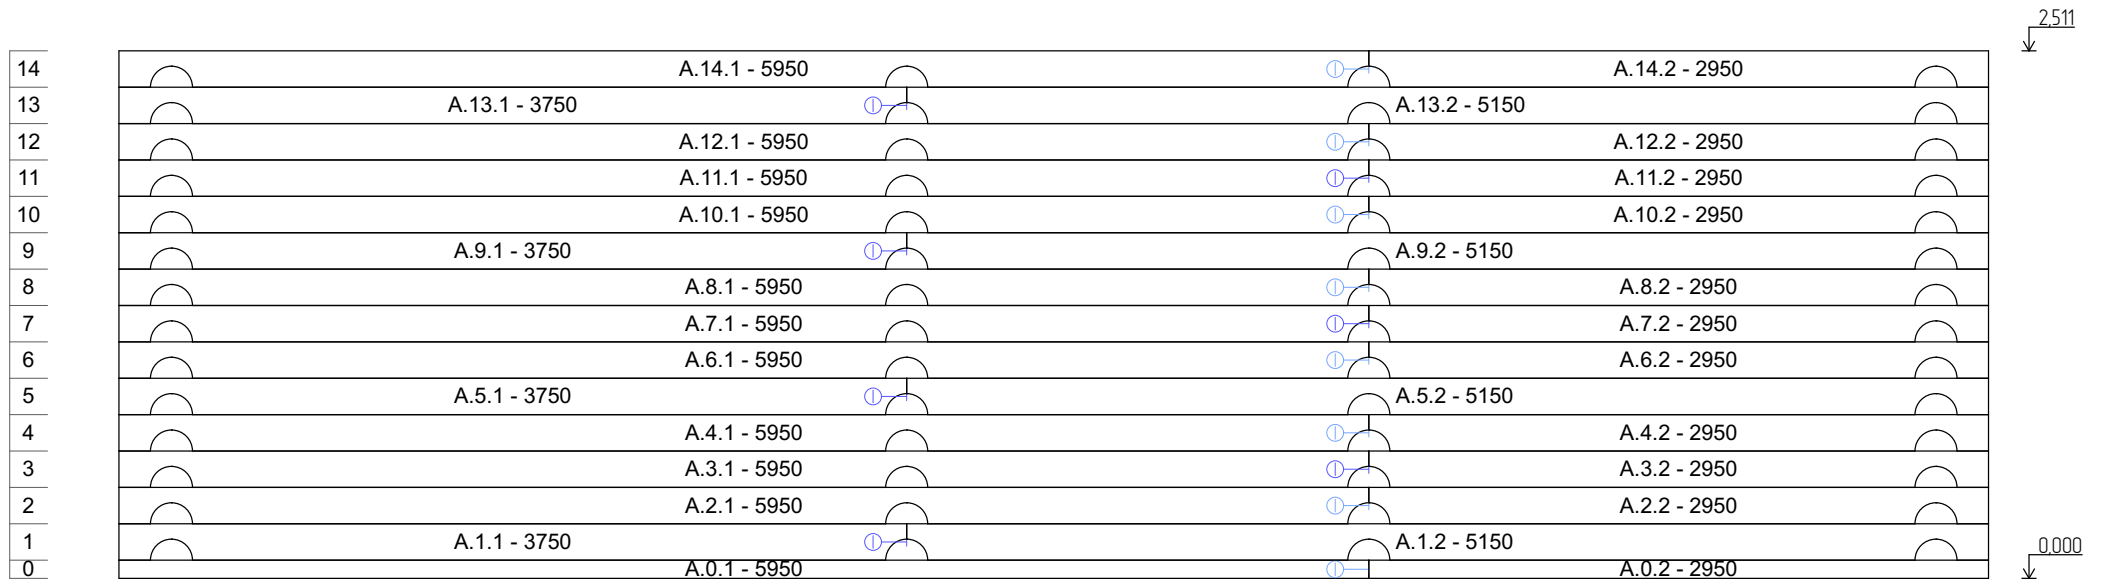 2,511
14 A.14.1 - 5950 A.14.2 - 2950
13 A.13.1 - 3750 A.13.2 - 5150
12 A.12.1 - 5950 A.12.2 - 2950
11 A.11.1 - 5950 A.11.2 - 2950
10 A.10.1 - 5950 A.10.2 - 2950
9 A.9.1 - 3750 A.9.2 - 5150
8 A.8.1 - 5950 A.8.2 - 2950
7 A.7.1 - 5950 A.7.2 - 2950
6 A.6.1 - 5950 A.6.2 - 2950
5 A.5.1 - 3750 A.5.2 - 5150
4 A.4.1 - 5950 A.4.2 - 2950
3 A.3.1 - 5950 A.3.2 - 2950
2 A.2.1 - 5950 A.2.2 - 2950
1 A.1.1 - 3750 A.1.2 - 5150
0,000
0 A.0.1 - 5950 A.0.2 - 2950